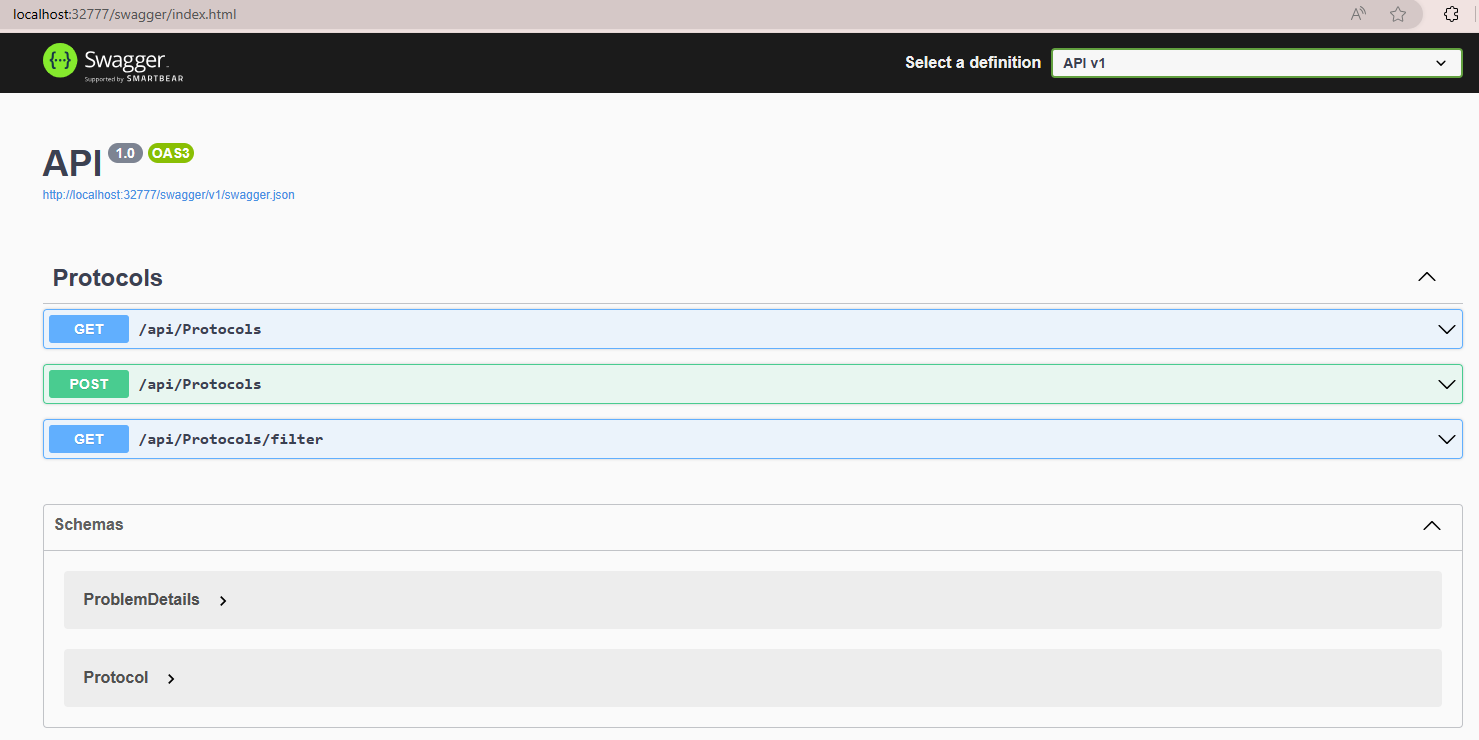 localhost:32777/swagger/index.html
Swagger
Supported by SMARTBEAR
Select a definition
API v1
API 1.0 OAS3
http://localhost:32777/swagger/v1/swagger.json
Protocols
GET /api/Protocols
POST /api/Protocols
GET /api/Protocols/filter
Schemas
ProblemDetails
Protocol